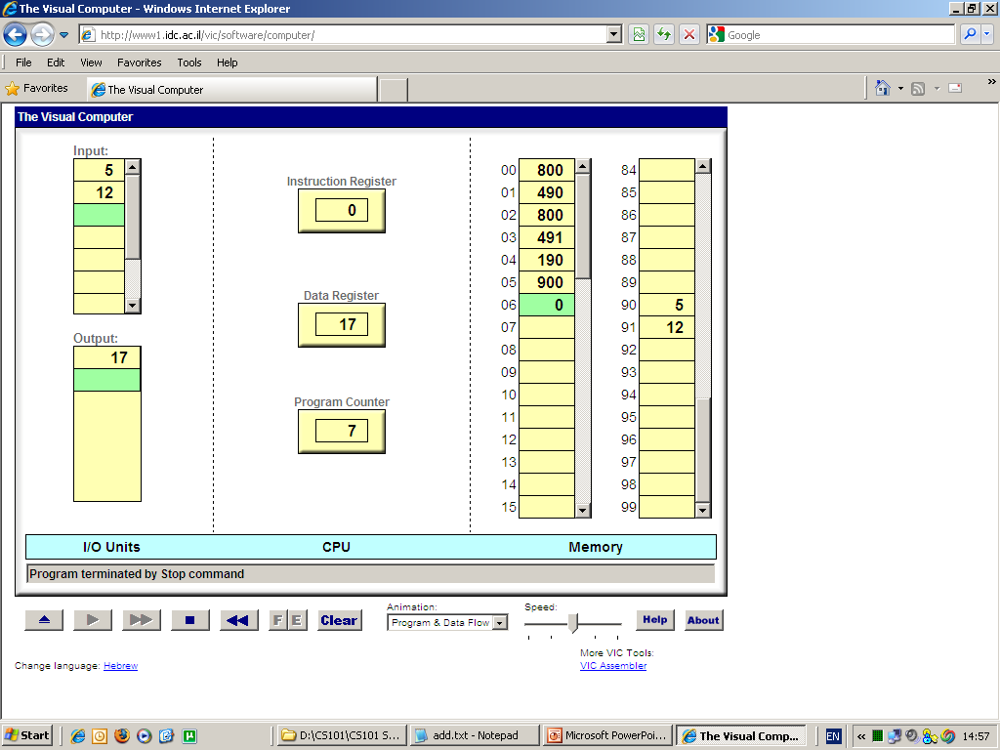 The Visual Computer - Windows Internet Explorer
http://www1.idc.ac.il/vic/software/computer/
Google
File Edit View Favorites Tools Help
Favorites
The Visual Computer
»
The Visual Computer
Input:
5
12
Output:
17
Instruction Register
0
Data Register
17
Program Counter
7
00 800
01 490
02 800
03 491
04 190
05 900
06 0
07
08
09
10
11
12
13
14
15
84
85
86
87
88
89
90 5
91 12
92
93
94
95
96
97
98
99
I/O Units CPU Memory
Program terminated by Stop command
F E
Clear
Animation:
Program & Data Flow
Speed:
Help
About
More VIC Tools:
VIC Assembler
Change language: Hebrew
Start
D:\CS101\CS101 S...
add.txt - Notepad
Microsoft PowerPoi...
The Visual Comp...
EN
«
14:57